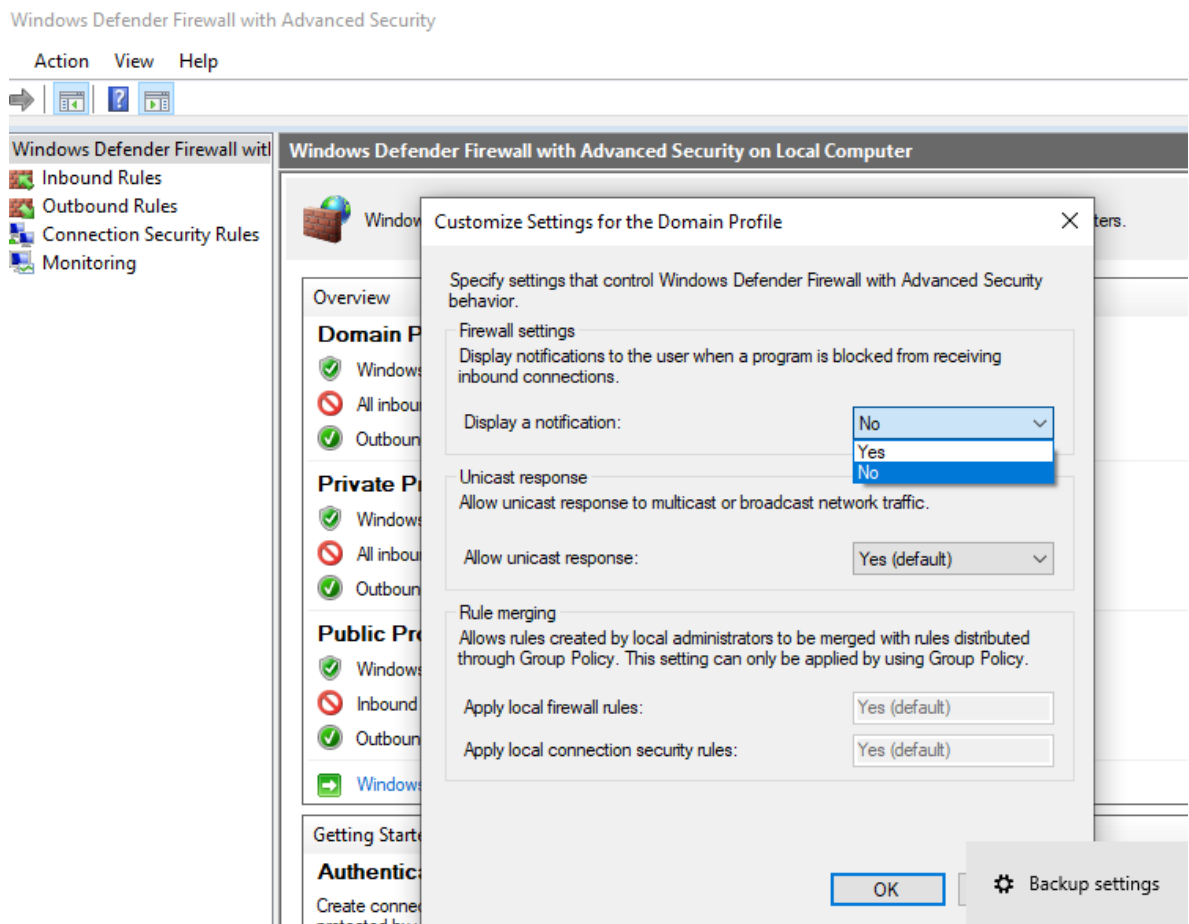 Windows Defender Firewall with Advanced Security
Action View Help
Windows Defender Firewall
Inbound Rules
Outbound Rules
Connection Security Rules
Monitoring
Windows Defender Firewall with Advanced Security on Local Computer
ters.
Overview
Domain P
Windows
All inbou
Outboun
Private P
Windows
All inbou
Outboun
Public Pr
Windows
Inbound
Outboun
Windows
Getting Starte
Authentica
Create connec
Customize Settings for the Domain Profile
Specify settings that control Windows Defender Firewall with Advanced Security
behavior.
Firewall settings
Display notifications to the user when a program is blocked from receiving
inbound connections.
Display a notification: No
Yes
No
Unicast response
Allow unicast response to multicast or broadcast network traffic.
Allow unicast response: Yes (default)
Rule merging
Allows rules created by local administrators to be merged with rules distributed
through Group Policy. This setting can only be applied by using Group Policy.
Apply local firewall rules: Yes (default)
Apply local connection security rules: Yes (default)
OK
Backup settings